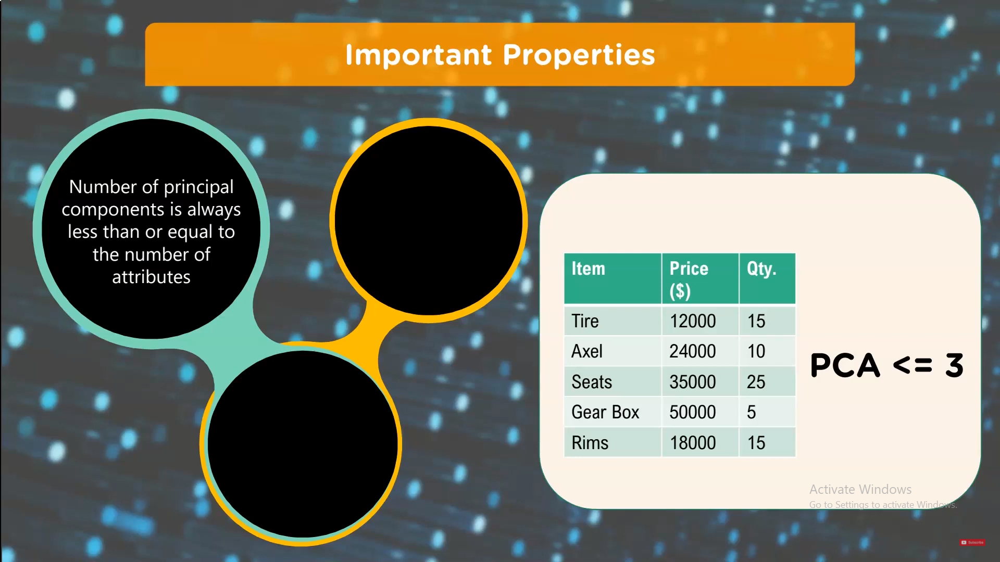 Important Properties
Number of principal
components is always
less than or equal to
the number of
attributes
Item Price ($) Qty.
Tire 12000 15
Axel 24000 10
Seats 35000 25
Gear Box 50000 5
Rims 18000 15
PCA <= 3
Activate Windows
Go to Settings to activate Windows.
Subscribe